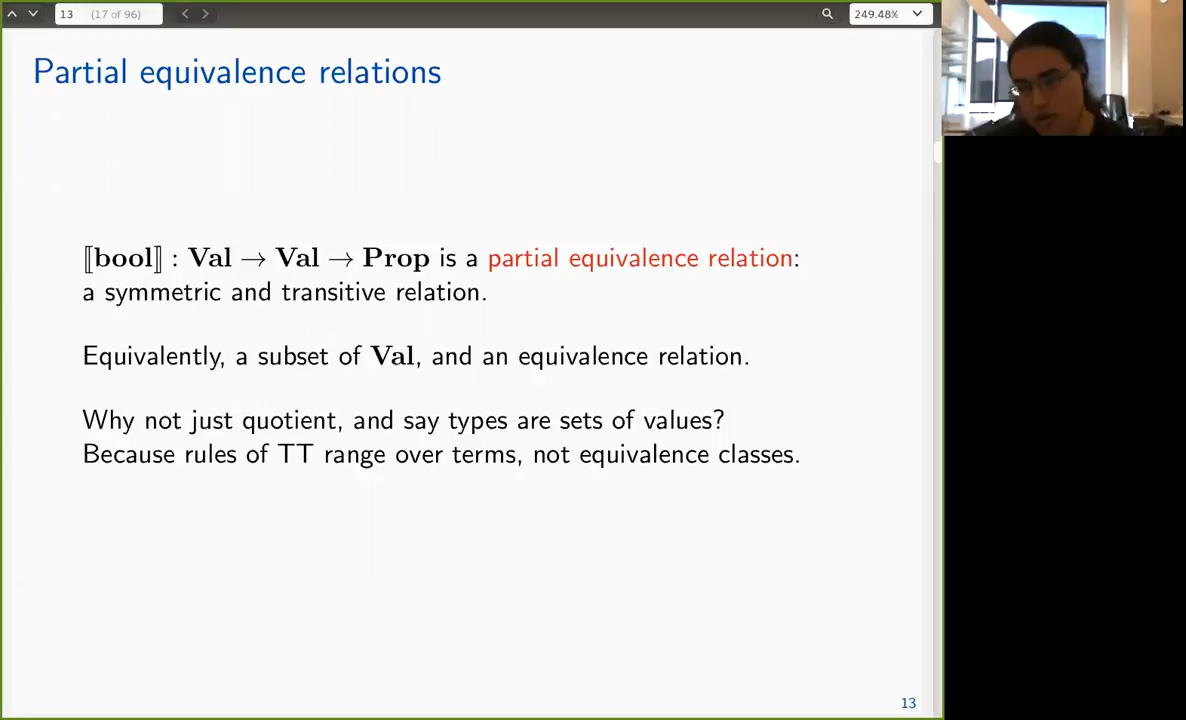 13 (17 of 96) 249.48%
Partial equivalence relations
⟦bool⟧ : Val → Val → Prop is a partial equivalence relation:
a symmetric and transitive relation.
Equivalently, a subset of Val, and an equivalence relation.
Why not just quotient, and say types are sets of values?
Because rules of TT range over terms, not equivalence classes.
13